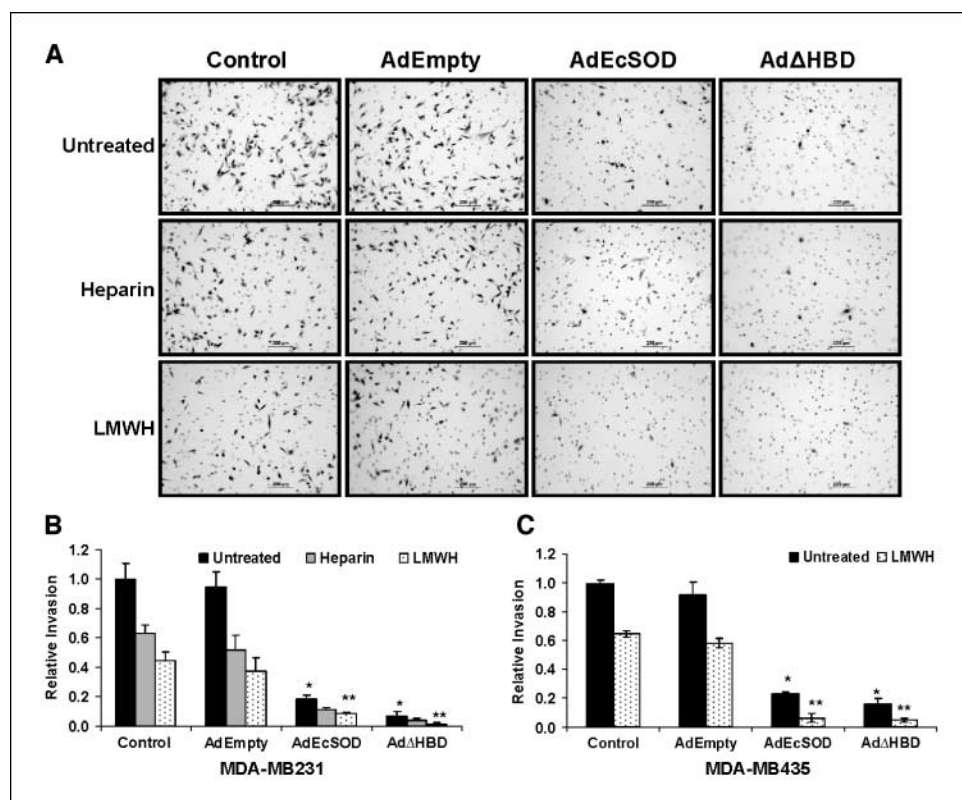 A
Control AdEmpty AdEcSOD AdΔHBD
Untreated
Heparin
LMWH
200 μm
B
Untreated Heparin LMWH
Relative Invasion
1.2
1.0
0.8
0.6
0.4
0.2
0.0
* ** * **
Control AdEmpty AdEcSOD AdΔHBD
MDA-MB231
C
Untreated LMWH
Relative Invasion
1.2
1.0
0.8
0.6
0.4
0.2
0.0
* ** * **
Control AdEmpty AdEcSOD AdΔHBD
MDA-MB435